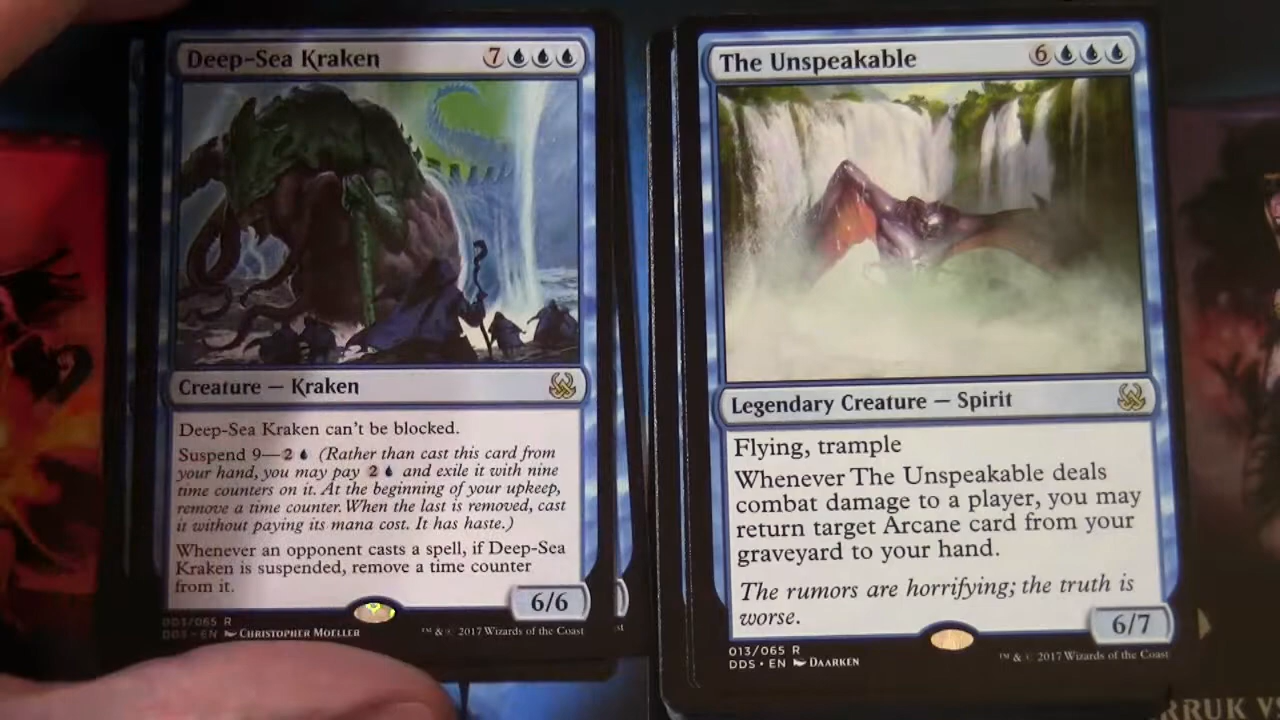 Deep-Sea Kraken 7
Creature — Kraken
Deep-Sea Kraken can't be blocked.
Suspend 9—2 (Rather than cast this card from
your hand, you may pay 2 and exile it with nine
time counters on it. At the beginning of your upkeep,
remove a time counter. When the last is removed, cast
it without paying its mana cost. It has haste.)
Whenever an opponent casts a spell, if Deep-Sea
Kraken is suspended, remove a time counter
from it.
6/6
/065 R
DDS • EN CHRISTOPHER MOELLER
™ & © 2017 Wizards of the Coast
The Unspeakable 6
Legendary Creature — Spirit
Flying, trample
Whenever The Unspeakable deals
combat damage to a player, you may
return target Arcane card from your
graveyard to your hand.
The rumors are horrifying; the truth is
worse.
6/7
013/065 R
DDS • EN DAARKEN
™ & © 2017 Wizards of the Coast